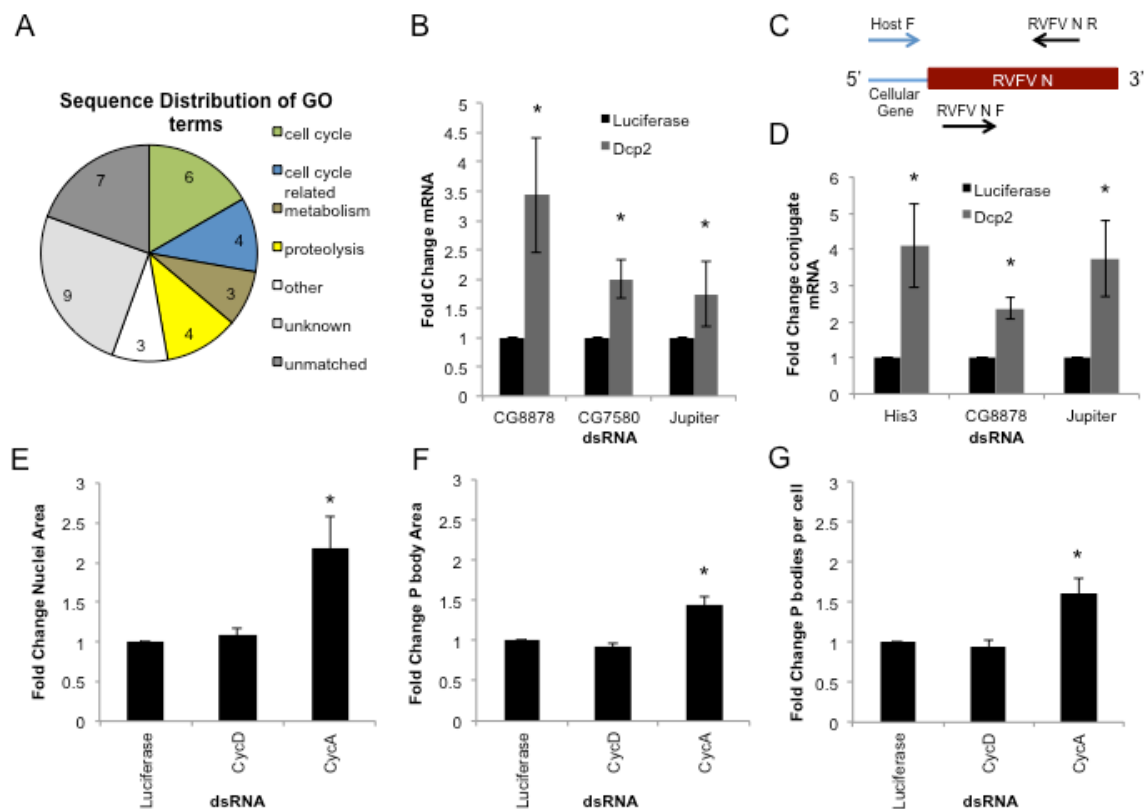 A
Sequence Distribution of GO
terms
6
4
3
4
3
9
7
cell cycle
cell cycle
related
metabolism
proteolysis
other
unknown
unmatched
B
Fold Change mRNA
5
4.5
4
3.5
3
2.5
2
1.5
1
0.5
0
*
*
*
Luciferase
Dcp2
CG8878
CG7580
Jupiter
dsRNA
C
Host F
RVFV N R
5'
RVFV N
3'
Cellular
Gene
RVFV N F
D
Fold Change conjugate
mRNA
6
5
4
3
2
1
0
*
*
*
Luciferase
Dcp2
His3
CG8878
Jupiter
dsRNA
E
Fold Change Nuclei Area
3
2.5
2
1.5
1
0.5
0
*
Luciferase
CycD
CycA
dsRNA
F
Fold Change P body Area
3
2.5
2
1.5
1
0.5
0
*
Luciferase
CycD
CycA
dsRNA
G
Fold Change P bodies per cell
3
2.5
2
1.5
1
0.5
0
*
Luciferase
CycD
CycA
dsRNA